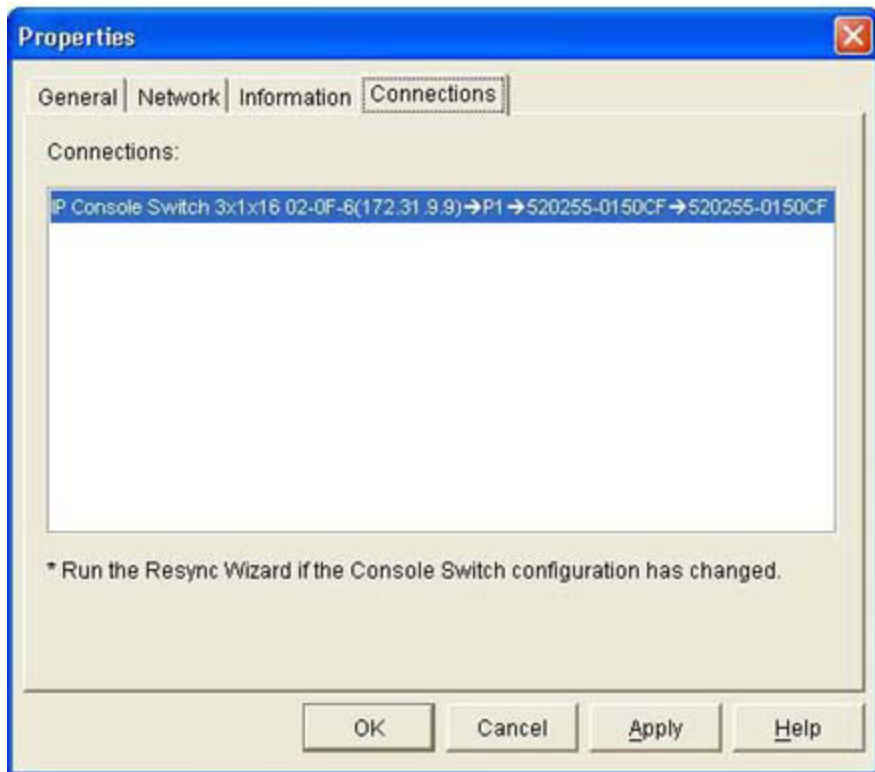 Properties
General Network Information Connections
Connections:
IP Console Switch 3x1x16 02-0F-6(172.31.9.9)➔P1➔520255-0150CF➔520255-0150CF
* Run the Resync Wizard if the Console Switch configuration has changed.
OK Cancel Apply Help